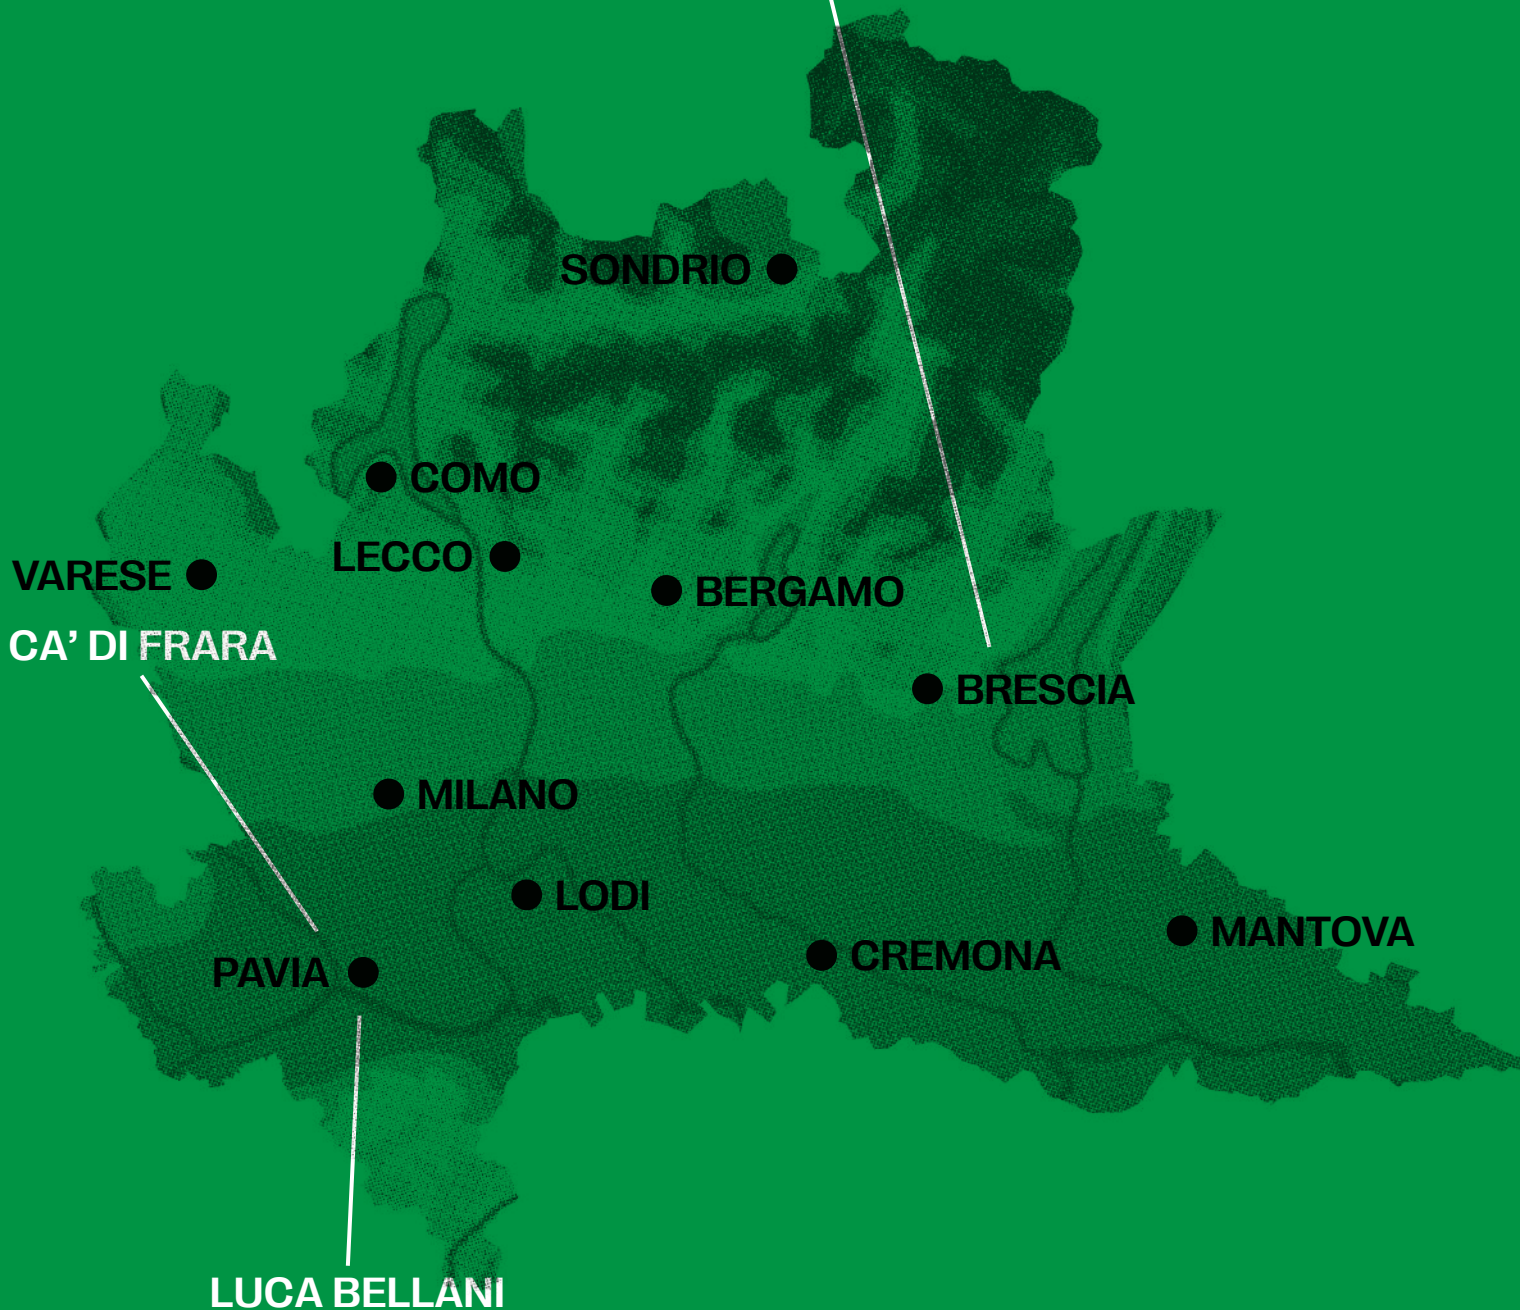 SONDRIO
COMO
LECCO
VARESE
BERGAMO
CA’ DI FRARA
BRESCIA
MILANO
LODI
MANTOVA
CREMONA
PAVIA
LUCA BELLANI